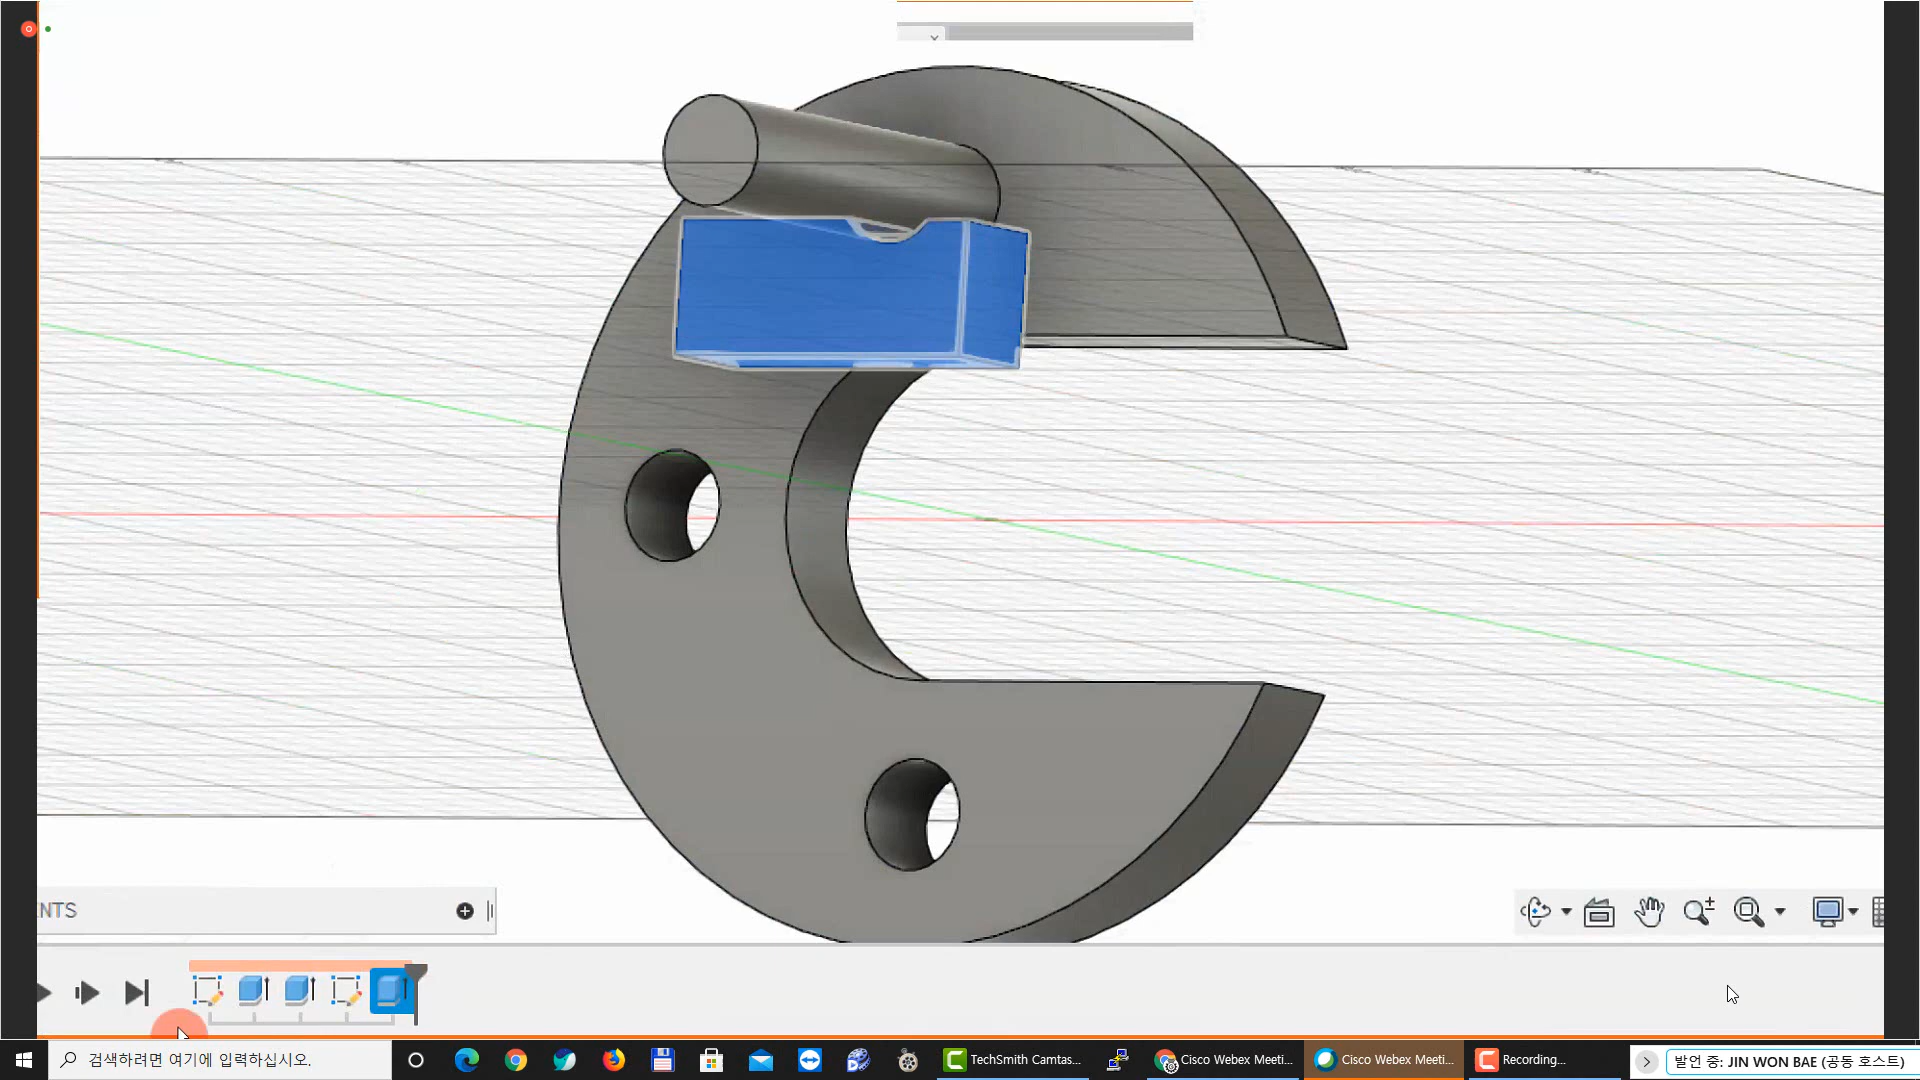 NTS
검색하려면 여기에 입력하십시오.
TechSmith Camtas...
Cisco Webex Meeti...
Cisco Webex Meeti...
Recording...
발언 중: JIN WON BAE (공동 호스트)